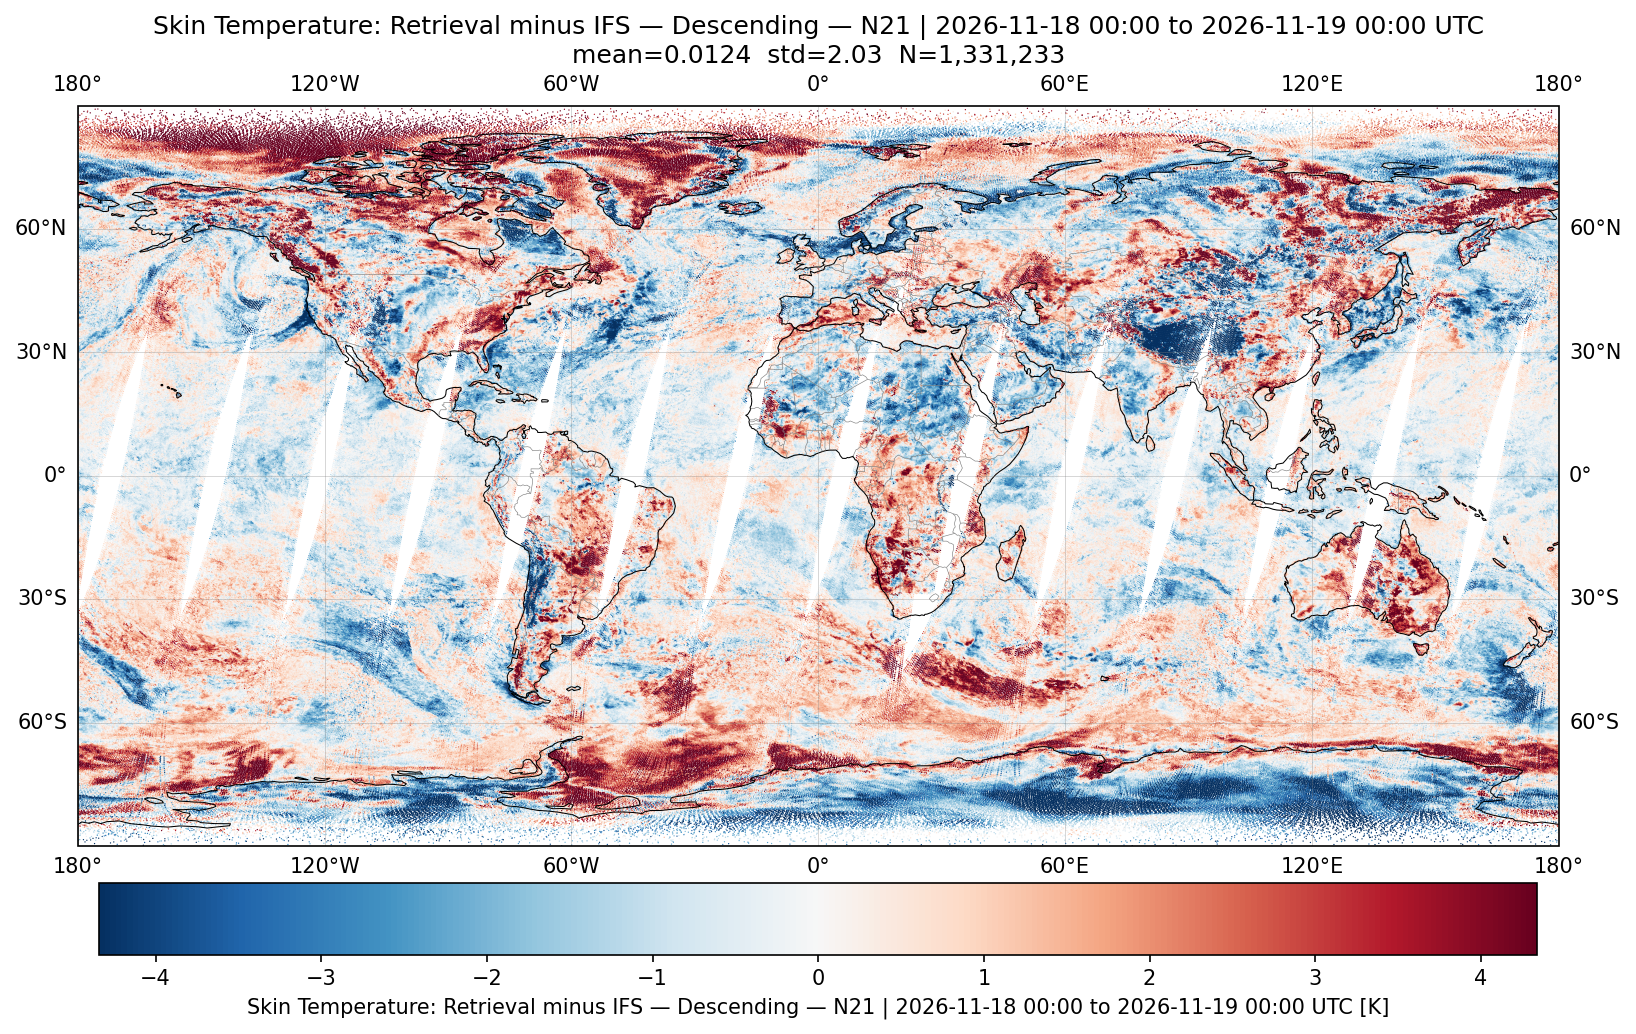 Skin Temperature: Retrieval minus IFS — Descending — N21 | 2026-11-18 00:00 to 2026-11-19 00:00 UTC
mean=0.0124  std=2.03  N=1,331,233
180° 120°W 60°W 0° 60°E 120°E 180°
60°N 60°N
30°N 30°N
0° 0°
30°S 30°S
60°S 60°S
180° 120°W 60°W 0° 60°E 120°E 180°
−4 −3 −2 −1 0 1 2 3 4
Skin Temperature: Retrieval minus IFS — Descending — N21 | 2026-11-18 00:00 to 2026-11-19 00:00 UTC [K]